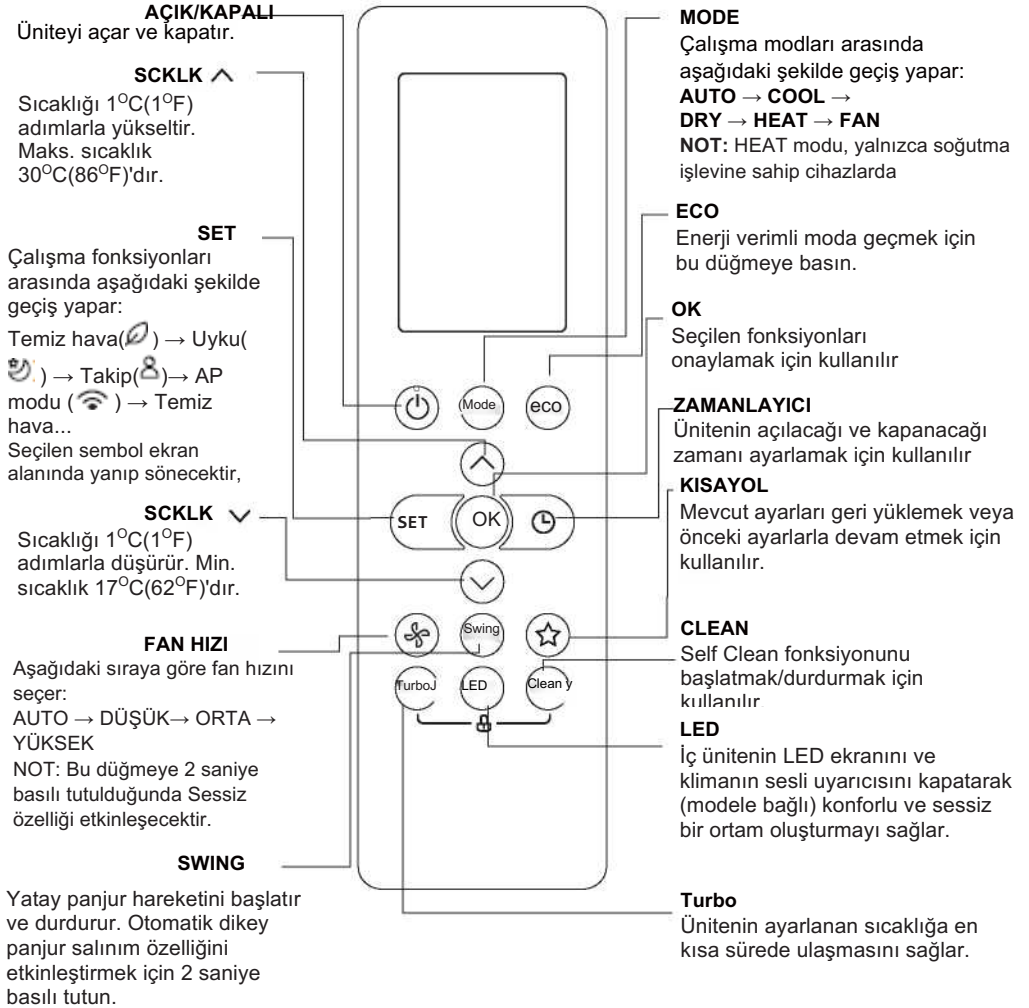 AÇIK/KAPALI
Üniteyi açar ve kapatır.
SCKLK
Sıcaklığı 1°C(1°F)
adımlarla yükseltir.
Maks. sıcaklık
30°C(86°F)'dır.
SET
Çalışma fonksiyonları
arasında aşağıdaki şekilde
geçiş yapar:
Temiz hava( ) → Uyku(
) → Takip( )→ AP
modu ( ) → Temiz
hava...
Seçilen sembol ekran
alanında yanıp sönecektir,
SCKLK
Sıcaklığı 1°C(1°F)
adımlarla düşürür. Min.
sıcaklık 17°C(62°F)'dır.
FAN HIZI
Aşağıdaki sıraya göre fan hızını
seçer:
AUTO → DÜŞÜK→ ORTA →
YÜKSEK
NOT: Bu düğmeye 2 saniye
basılı tutulduğunda Sessiz
özelliği etkinleşecektir.
SWING
Yatay panjur hareketini başlatır
ve durdurur. Otomatik dikey
panjur salınım özelliğini
etkinleştirmek için 2 saniye
basılı tutun.
Mode
eco
SET
OK
Swing
TurboJ
LED
Clean y
MODE
Çalışma modları arasında
aşağıdaki şekilde geçiş yapar:
AUTO → COOL →
DRY → HEAT → FAN
NOT: HEAT modu, yalnızca soğutma
işlevine sahip cihazlarda
ECO
Enerji verimli moda geçmek için
bu düğmeye basın.
OK
Seçilen fonksiyonları
onaylamak için kullanılır
ZAMANLAYICI
Ünitenin açılacağı ve kapanacağı
zamanı ayarlamak için kullanılır
KISAYOL
Mevcut ayarları geri yüklemek veya
önceki ayarlarla devam etmek için
kullanılır.
CLEAN
Self Clean fonksiyonunu
başlatmak/durdurmak için
kullanılır
LED
İç ünitenin LED ekranını ve
klimanın sesli uyarıcısını kapatarak
(modele bağlı) konforlu ve sessiz
bir ortam oluşturmayı sağlar.
Turbo
Ünitenin ayarlanan sıcaklığa en
kısa sürede ulaşmasını sağlar.